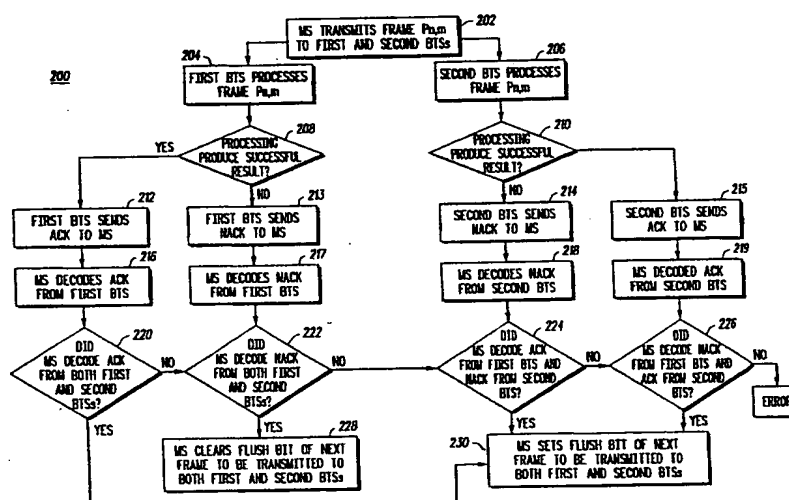 202
MS TRANSMITS FRAME Pn,m
TO FIRST AND SECOND BTSs
200
204
FIRST BTS PROCESSES
FRAME Pn,m
206
SECOND BTS PROCESSES
FRAME Pn,m
208
PROCESSING
PRODUCE SUCCESSFUL
RESULT?
YES
NO
210
PROCESSING
PRODUCE SUCCESSFUL
RESULT?
NO
212
FIRST BTS SENDS
ACK TO MS
213
FIRST BTS SENDS
NACK TO MS
214
SECOND BTS SENDS
NACK TO MS
215
SECOND BTS SENDS
ACK TO MS
216
MS DECODES ACK
FROM FIRST BTS
217
MS DECODES NACK
FROM FIRST BTS
218
MS DECODES NACK
FROM SECOND BTS
219
MS DECODED ACK
FROM SECOND BTS
220
DID
MS DECODE ACK
FROM BOTH FIRST
AND SECOND
BTSs?
NO
YES
222
DID
MS DECODE NACK
FROM BOTH FIRST
AND SECOND
BTSs?
NO
YES
224
DID
MS DECODE ACK
FROM FIRST BTS AND
NACK FROM SECOND
BTS?
NO
YES
226
DID
MS DECODE NACK
FROM FIRST BTS AND
ACK FROM SECOND
BTS?
NO
YES
ERROR
228
MS CLEARS FLUSH BIT OF NEXT
FRAME TO BE TRANSMITTED TO
BOTH FIRST AND SECOND BTSs
230
MS SETS FLUSH BIT OF NEXT
FRAME TO BE TRANSMITTED TO
BOTH FIRST AND SECOND BTSs